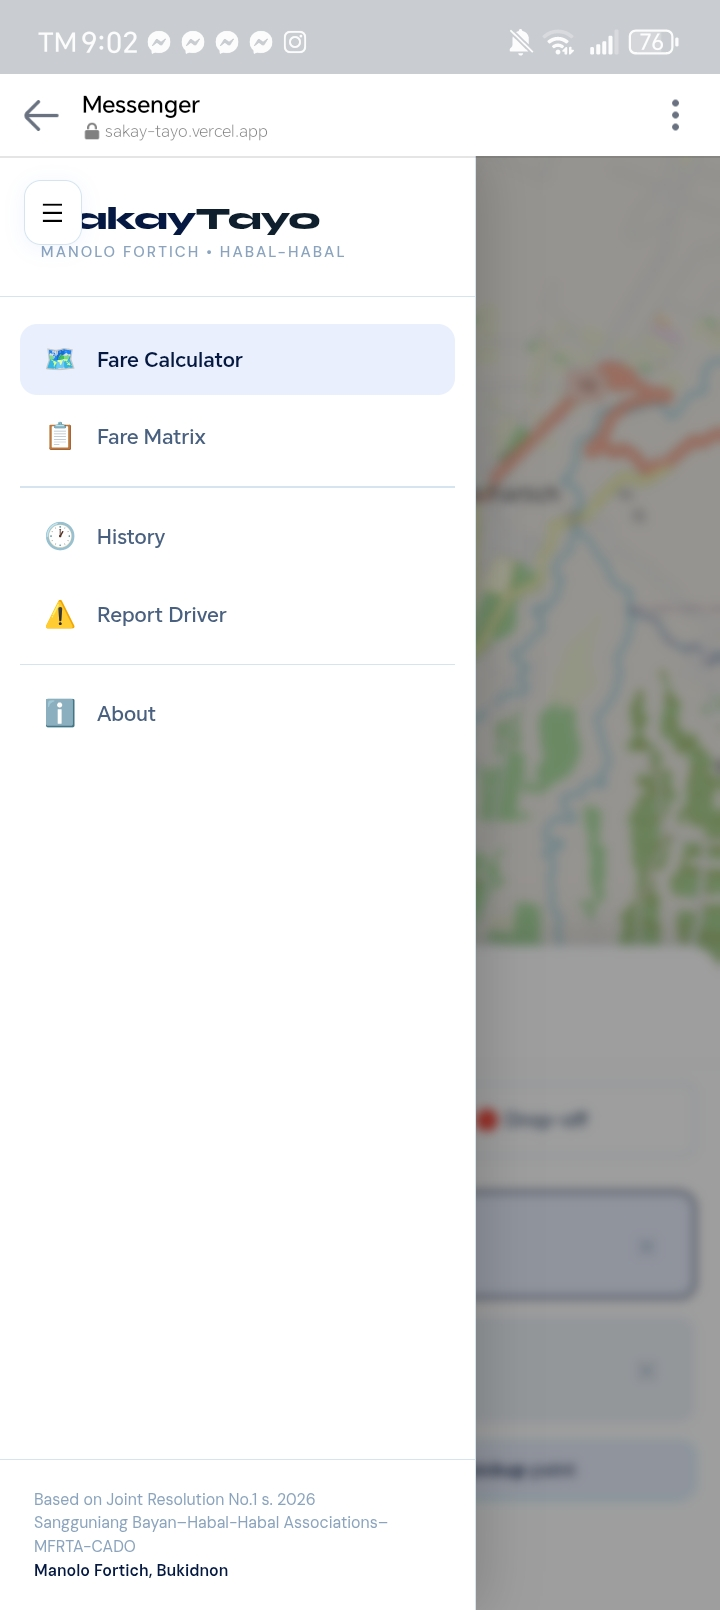 TM 9:02
76
Messenger
sakay-tayo.vercel.app
akayTayo
MANOLO FORTICH • HABAL-HABAL
Fare Calculator
Fare Matrix
History
Report Driver
About
Drop-off
Based on Joint Resolution No.1 s. 2026
Sangguniang Bayan–Habal-Habal Associations–
MFRTA-CADO
Manolo Fortich, Bukidnon